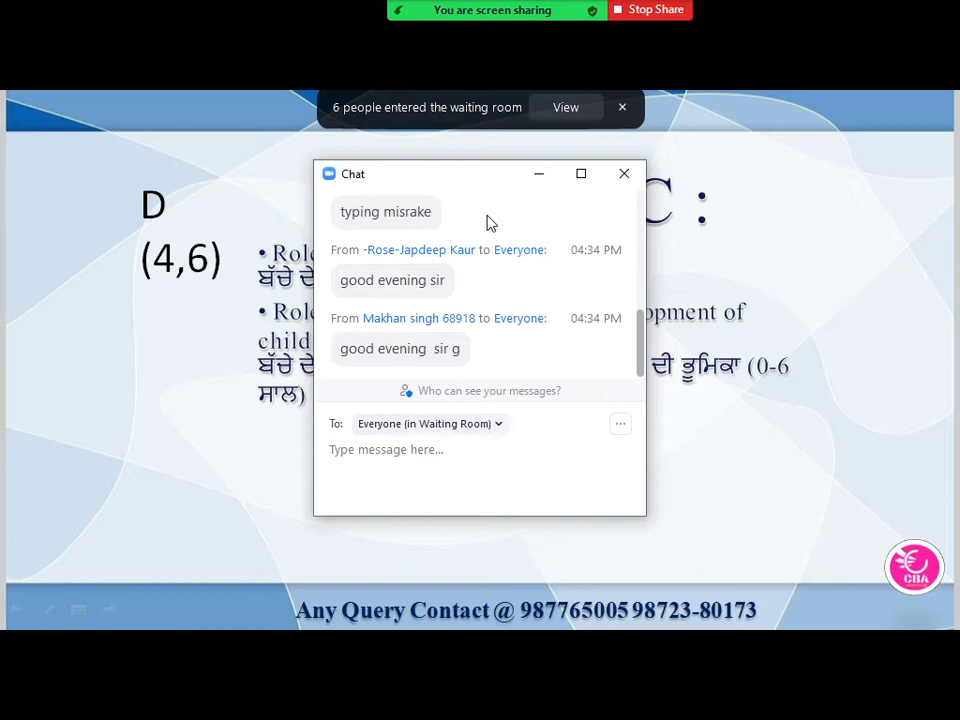 You are screen sharing Stop Share
6 people entered the waiting room View
Chat
typing misrake
From -Rose-Japdeep Kaur to Everyone: 04:34 PM
good evening sir
From Makhan singh 68918 to Everyone: 04:34 PM
good evening sir g
Who can see your messages?
To: Everyone (in Waiting Room)
Type message here...
D C :
(4,6)
• Role
ਬੱਚੇ ਦੇ
• Role opment of
child
ਬੱਚੇ ਦੇ ਦੀ ਭੂਮਿਕਾ (0-6
ਸਾਲ)
CBA
Any Query Contact @ 9877650059 8723-80173